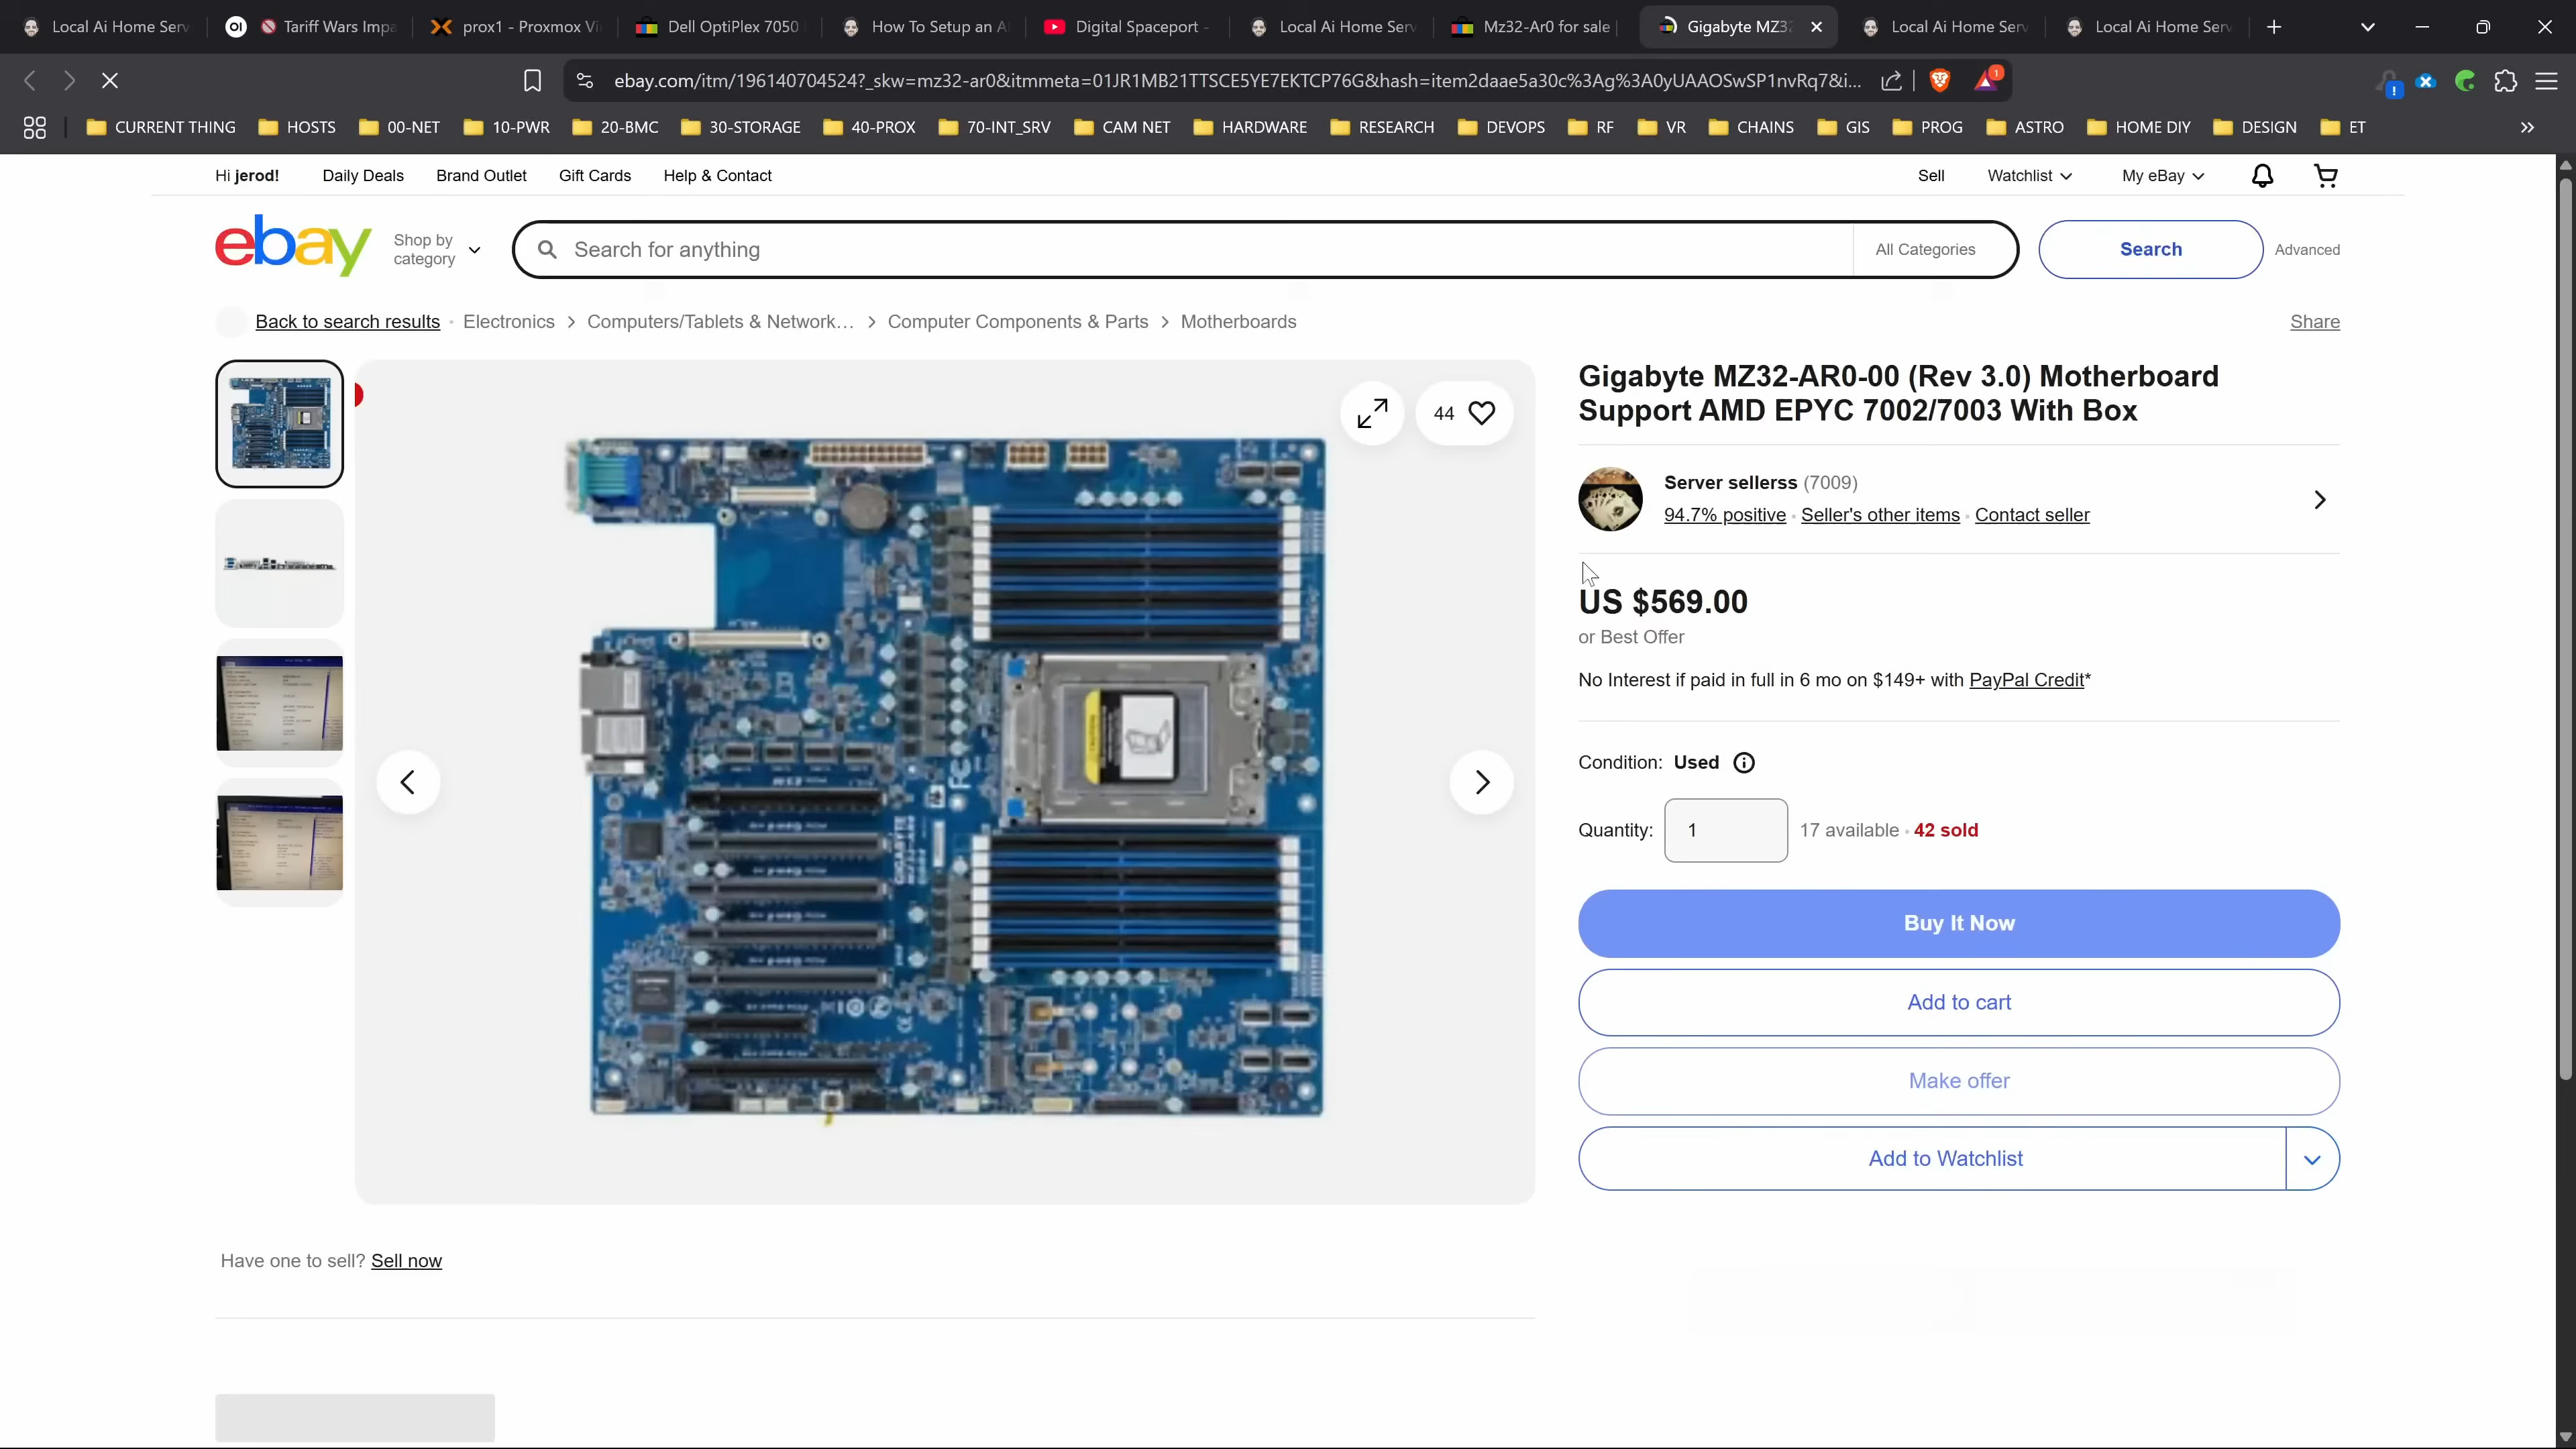 Local Ai Home Serv
OI
Tariff Wars Impa
prox1 - Proxmox Vi
Dell OptiPlex 7050
How To Setup an A
Digital Spaceport -
Local Ai Home Serv
Mz32-Ar0 for sale |
Gigabyte MZ32
Local Ai Home Serv
Local Ai Home Serv
ebay.com/itm/196140704524?_skw=mz32-ar0&itmmeta=01JR1MB21TTSCE5YE7EKTCP76G&hash=item2daae5a30c%3Ag%3A0yUAAOSwSP1nvRq7&i...
1
CURRENT THING
HOSTS
00-NET
10-PWR
20-BMC
30-STORAGE
40-PROX
70-INT_SRV
CAM NET
HARDWARE
RESEARCH
DEVOPS
RF
VR
CHAINS
GIS
PROG
ASTRO
HOME DIY
DESIGN
ET
Hi jerod!
Daily Deals
Brand Outlet
Gift Cards
Help & Contact
Sell
Watchlist
My eBay
ebay
Shop by
category
Search for anything
All Categories
Search
Advanced
Back to search results
Electronics
Computers/Tablets & Network...
Computer Components & Parts
Motherboards
Share
44
Gigabyte MZ32-AR0-00 (Rev 3.0) Motherboard
Support AMD EPYC 7002/7003 With Box
Server sellerss (7009)
94.7% positive
Seller's other items
Contact seller
US $569.00
or Best Offer
No Interest if paid in full in 6 mo on $149+ with PayPal Credit*
Condition: Used
Quantity: 1
17 available
42 sold
Buy It Now
Add to cart
Make offer
Add to Watchlist
Have one to sell? Sell now